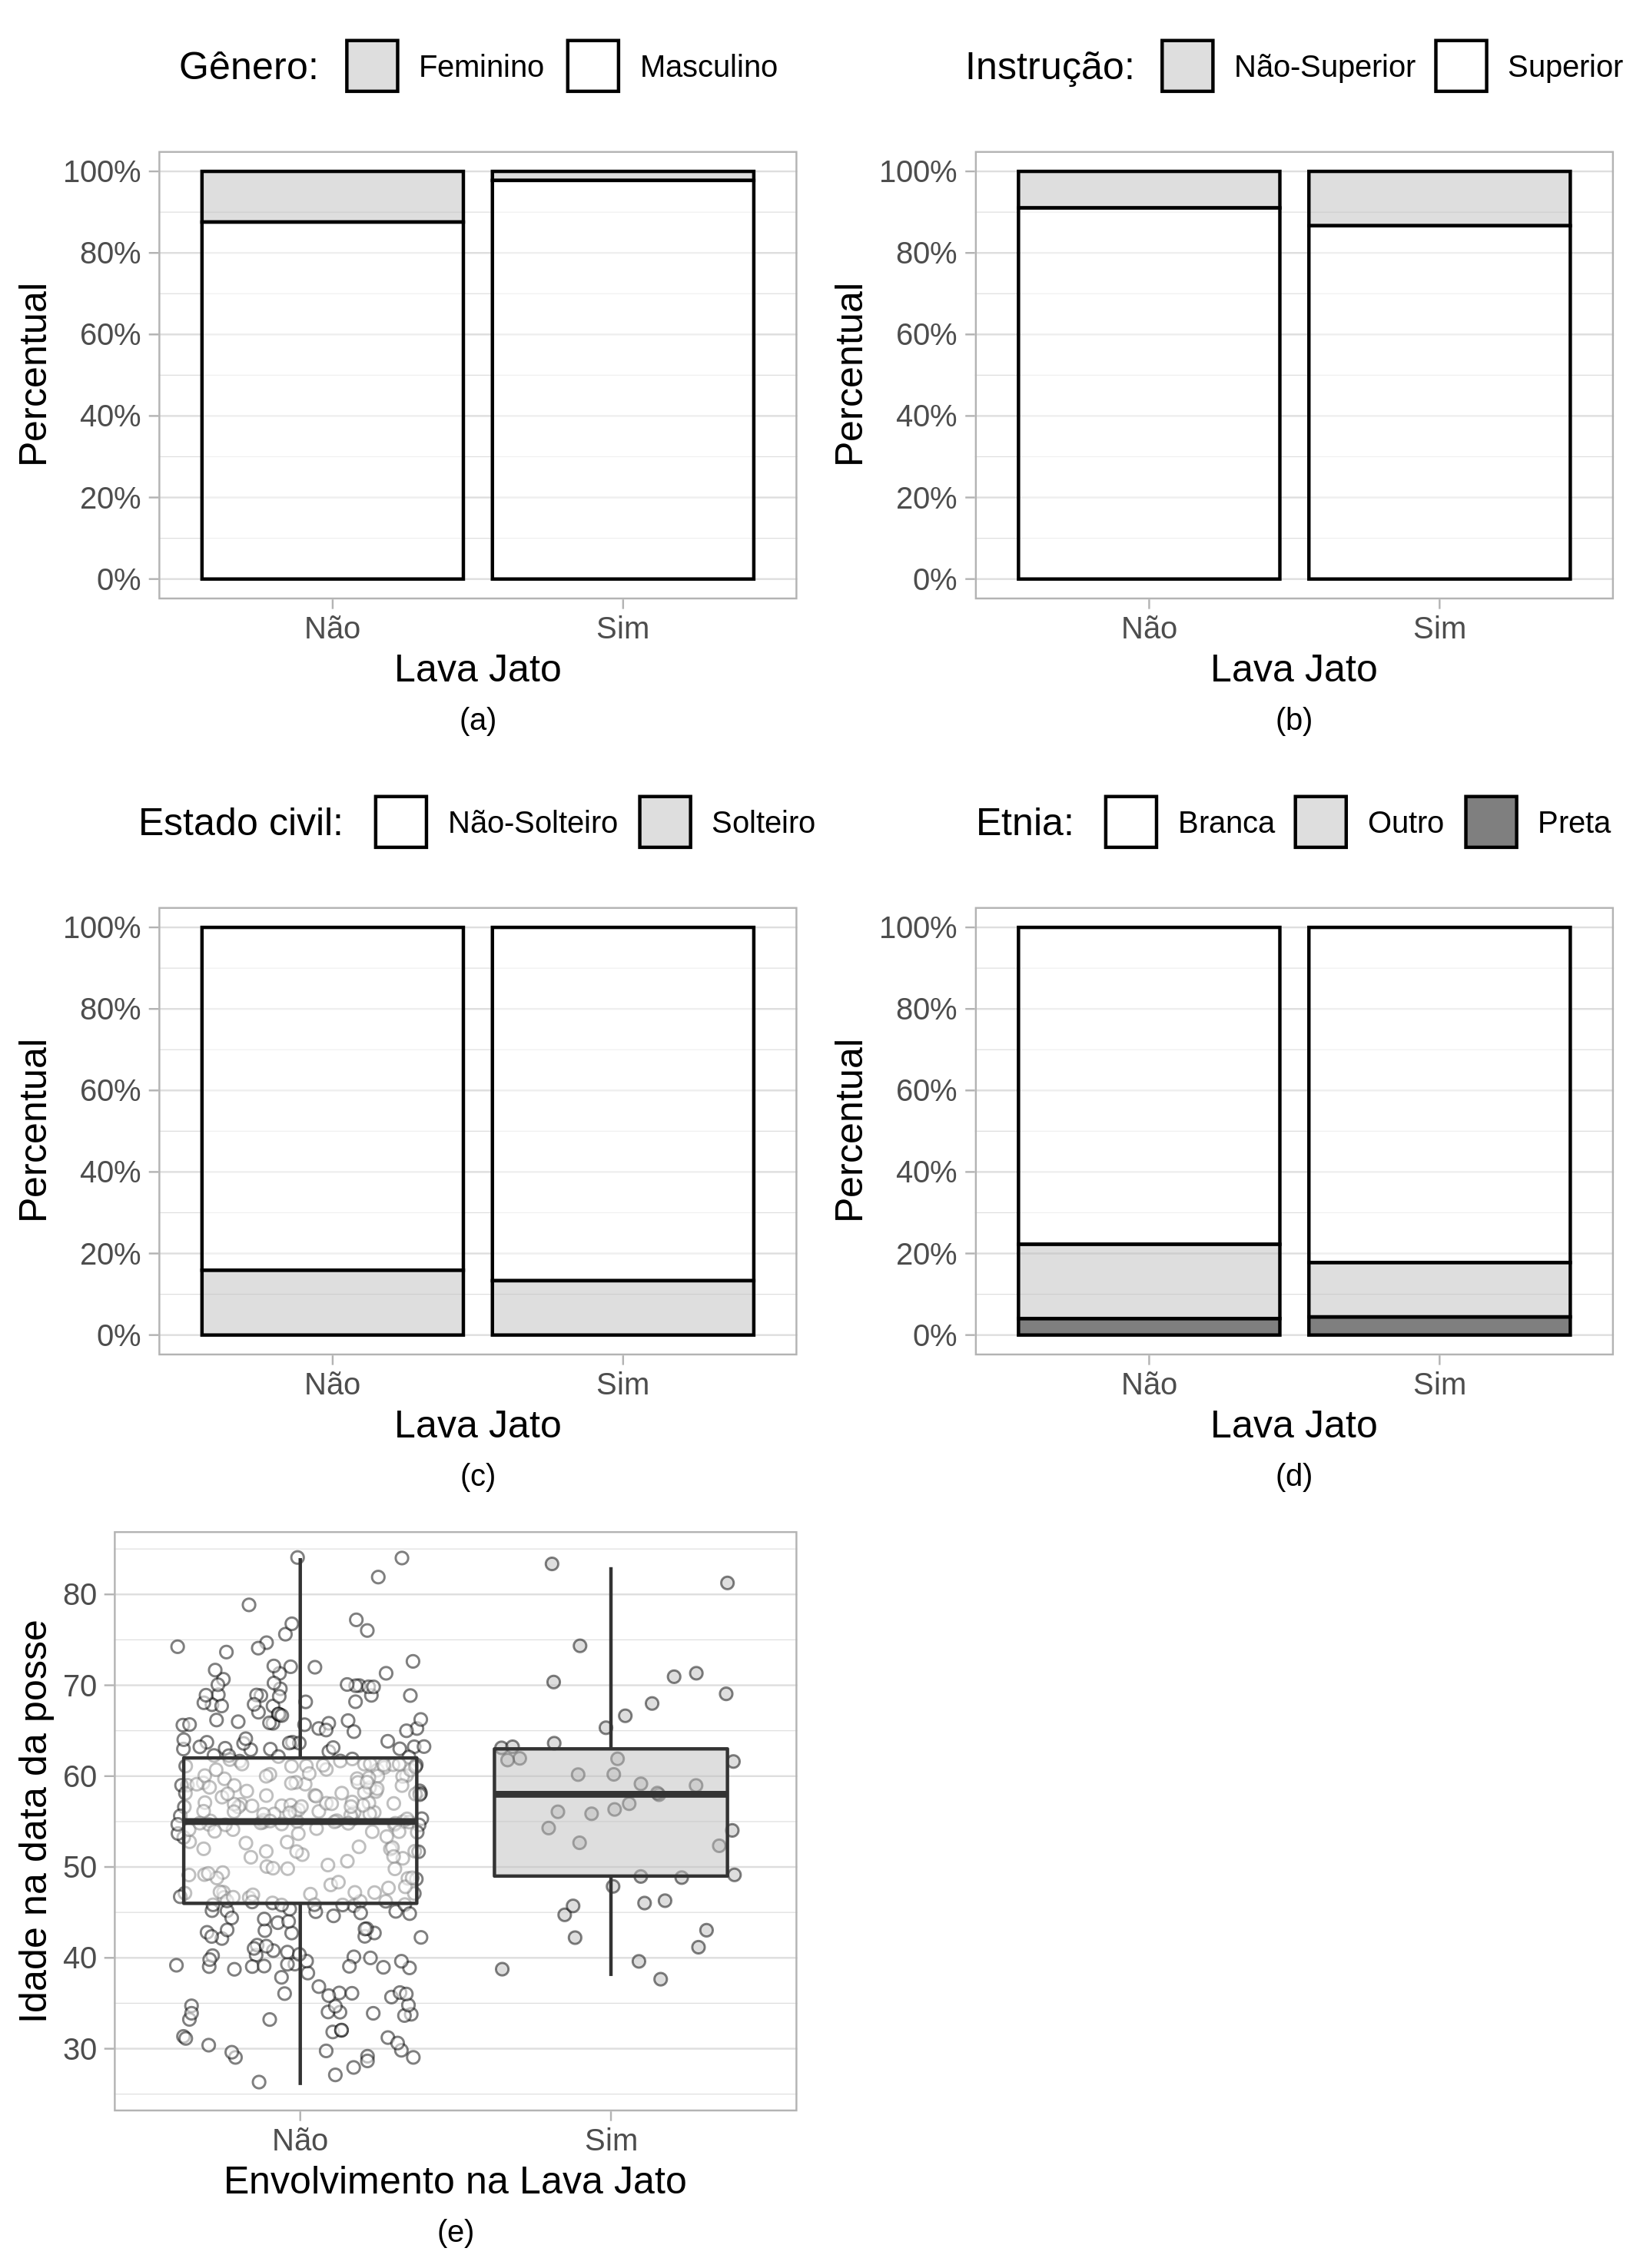 Gênero: Feminino Masculino
100%
80%
60%
40%
20%
0%
Percentual
Não Sim
Lava Jato
(a)
Instrução: Não-Superior Superior
100%
80%
60%
40%
20%
0%
Percentual
Não Sim
Lava Jato
(b)
Estado civil: Não-Solteiro Solteiro
100%
80%
60%
40%
20%
0%
Percentual
Não Sim
Lava Jato
(c)
Etnia: Branca Outro Preta
100%
80%
60%
40%
20%
0%
Percentual
Não Sim
Lava Jato
(d)
80
70
60
50
40
30
Idade na data da posse
Não Sim
Envolvimento na Lava Jato
(e)